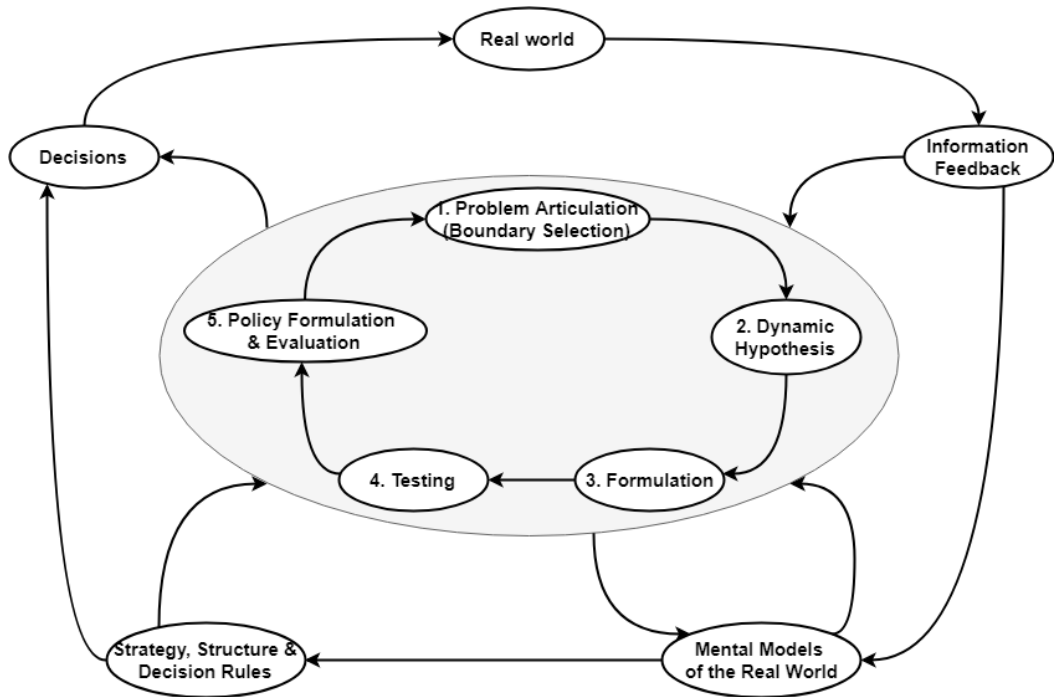 Real world
Decisions
Information
Feedback
1. Problem Articulation
(Boundary Selection)
5. Policy Formulation
& Evaluation
2. Dynamic
Hypothesis
4. Testing
3. Formulation
Strategy, Structure &
Decision Rules
Mental Models
of the Real World